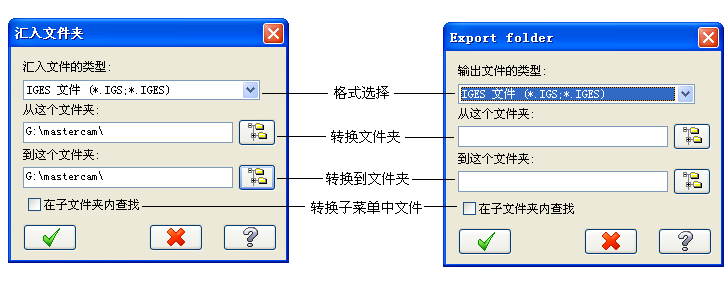 汇入文件夹
汇入文件的类型:
IGES 文件 (*.IGS;*.IGES)
从这个文件夹:
G:\mastercam\
到这个文件夹:
G:\mastercam\
在子文件夹内查找
格式选择
转换文件夹
转换到文件夹
转换子菜单中文件
Export folder
输出文件的类型:
IGES 文件 (*.IGS;*.IGES)
从这个文件夹:
到这个文件夹:
在子文件夹内查找